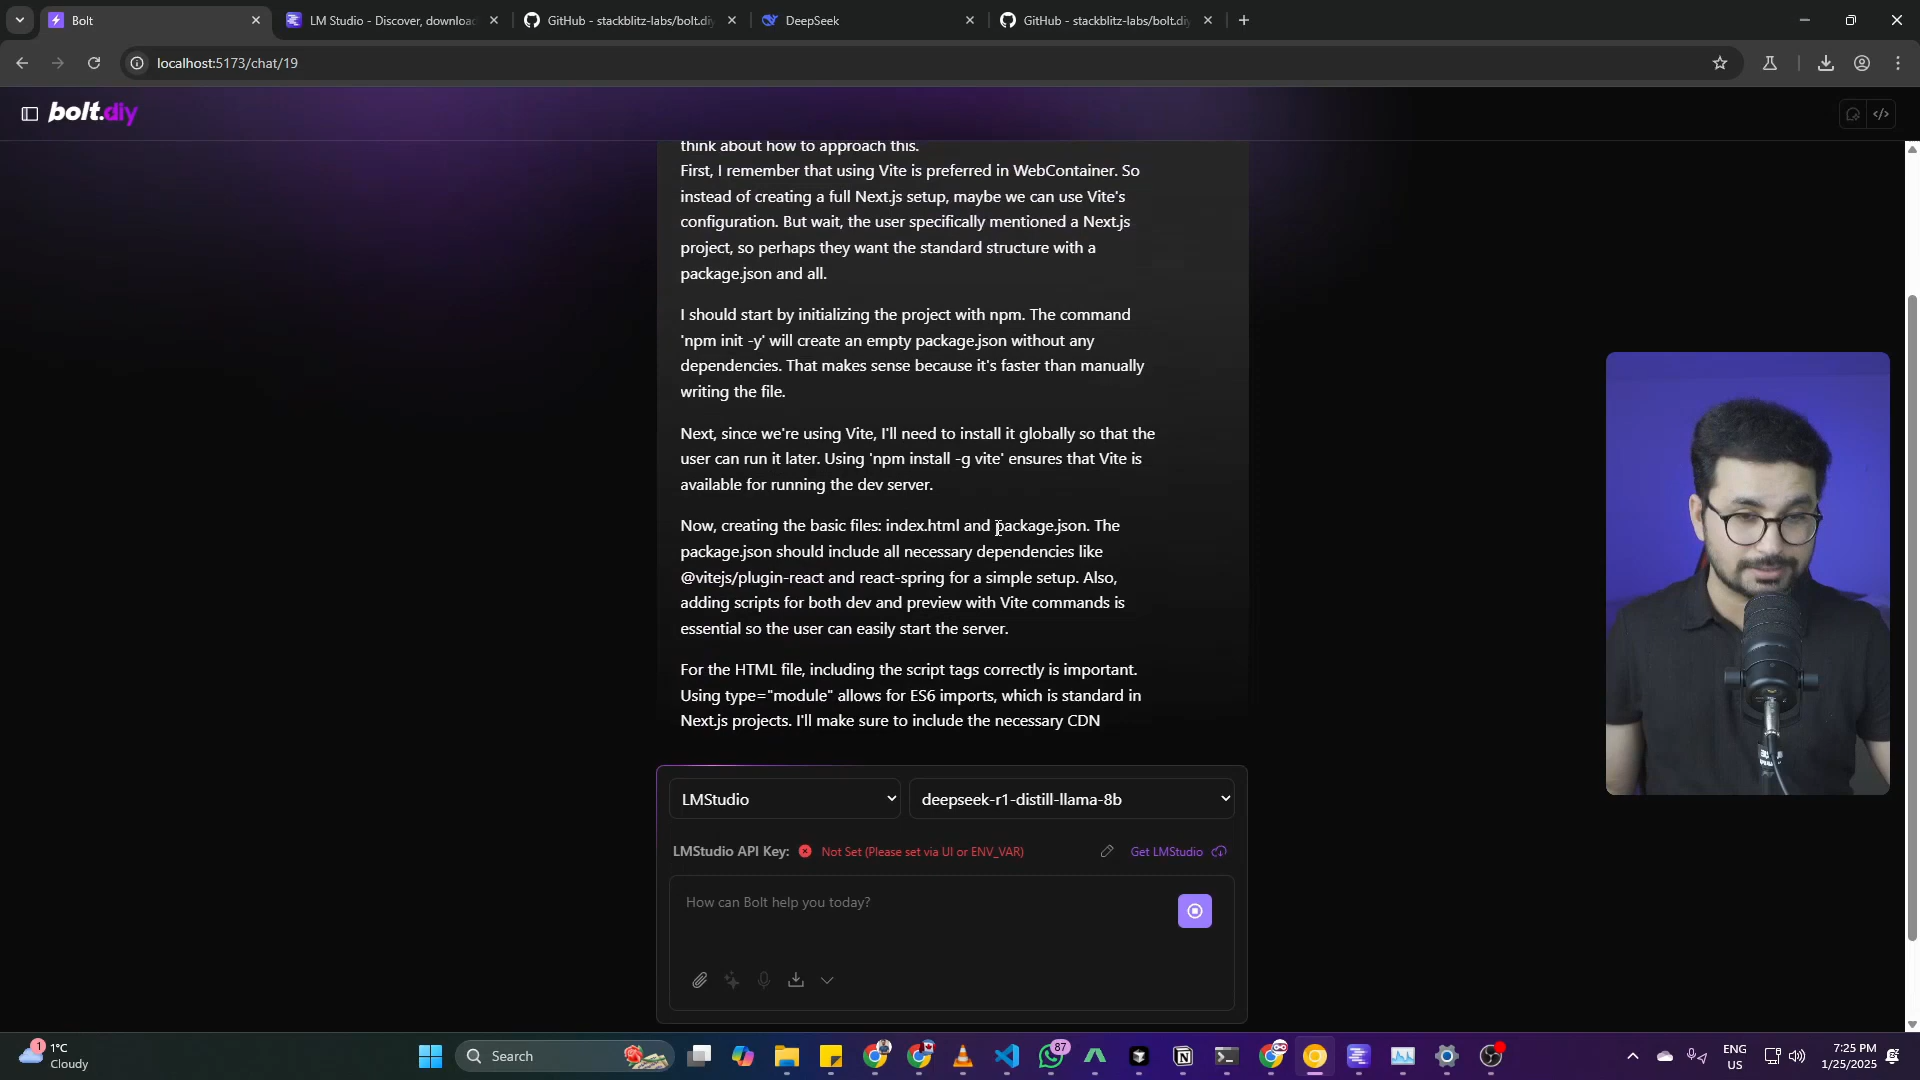 Bolt
LM Studio - Discover, download
GitHub - stackblitz-labs/bolt.diy
DeepSeek
GitHub - stackblitz-labs/bolt.diy
localhost:5173/chat/19
bolt.diy
think about how to approach this.
First, I remember that using Vite is preferred in WebContainer. So
instead of creating a full Next.js setup, maybe we can use Vite's
configuration. But wait, the user specifically mentioned a Next.js
project, so perhaps they want the standard structure with a
package.json and all.
I should start by initializing the project with npm. The command
'npm init -y' will create an empty package.json without any
dependencies. That makes sense because it's faster than manually
writing the file.
Next, since we're using Vite, I'll need to install it globally so that the
user can run it later. Using 'npm install -g vite' ensures that Vite is
available for running the dev server.
Now, creating the basic files: index.html and package.json. The
package.json should include all necessary dependencies like
@vitejs/plugin-react and react-spring for a simple setup. Also,
adding scripts for both dev and preview with Vite commands is
essential so the user can easily start the server.
For the HTML file, including the script tags correctly is important.
Using type="module" allows for ES6 imports, which is standard in
Next.js projects. I'll make sure to include the necessary CDN
LMStudio
deepseek-r1-distill-llama-8b
LMStudio API Key: Not Set (Please set via UI or ENV_VAR)
Get LMStudio
How can Bolt help you today?
1
1°C
Cloudy
Search
87
ENG
US
7:25 PM
1/25/2025